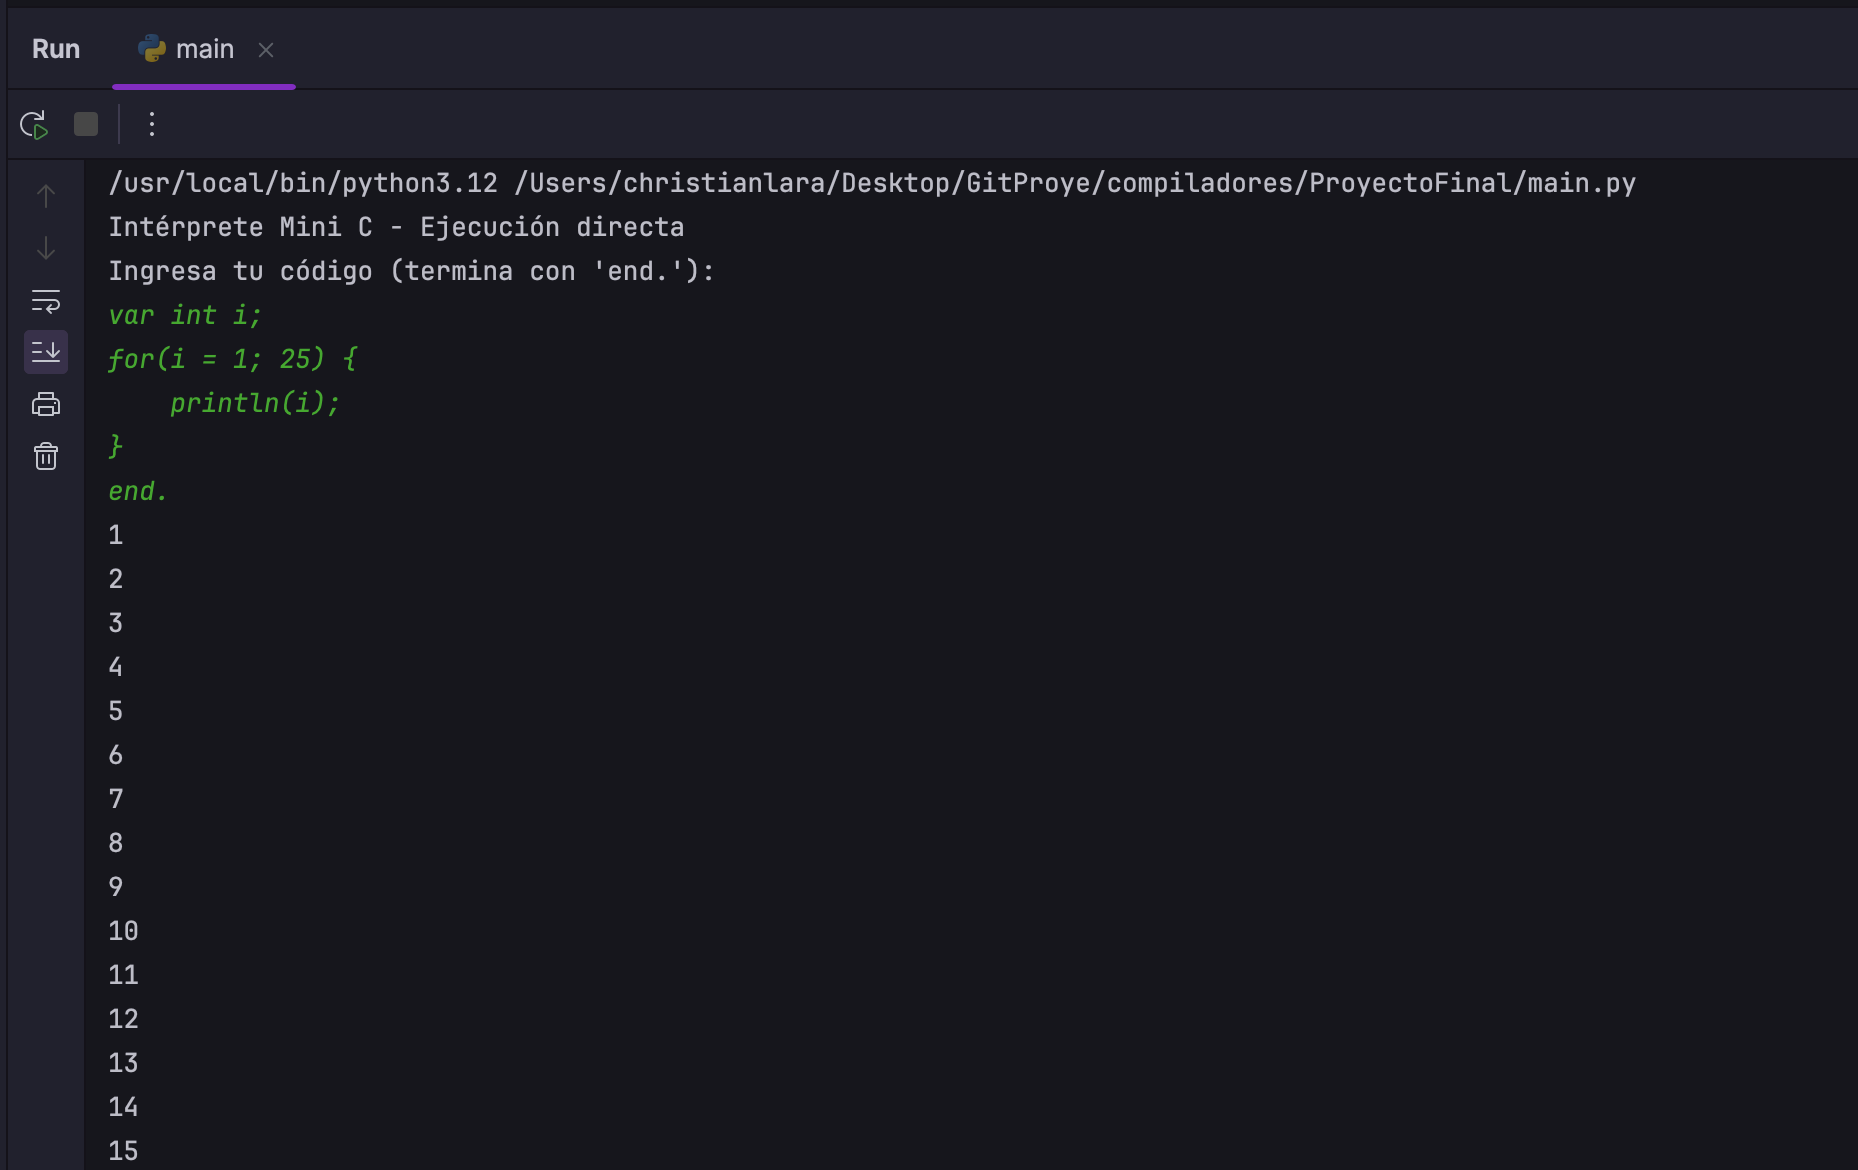 Run main
/usr/local/bin/python3.12 /Users/christianlara/Desktop/GitProye/compiladores/ProyectoFinal/main.py
Intérprete Mini C - Ejecución directa
Ingresa tu código (termina con 'end.'):
var int i;
for(i = 1; 25) {
    println(i);
}
end.
1
2
3
4
5
6
7
8
9
10
11
12
13
14
15